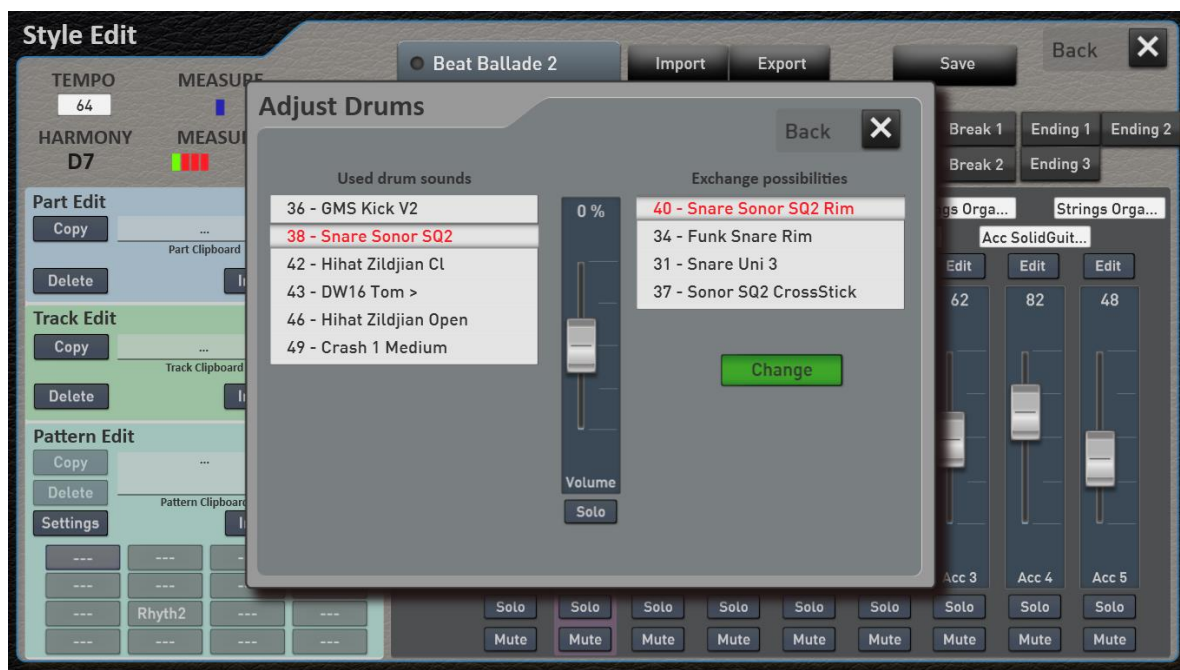 Style Edit
Beat Ballade 2
Import
Export
Save
Back
TEMPO
64
HARMONY
D7
Adjust Drums
Back
Used drum sounds
36 - GMS Kick V2
38 - Snare Sonor SQ2
42 - Hihat Zildjian Cl
43 - DW16 Tom >
46 - Hihat Zildjian Open
49 - Crash 1 Medium
0 %
Volume
Solo
Exchange possibilities
40 - Snare Sonor SQ2 Rim
34 - Funk Snare Rim
31 - Snare Uni 3
37 - Sonor SQ2 CrossStick
Change
Break 1 Ending 1 Ending 2
Break 2 Ending 3
Part Edit
Copy
...
Part Clipboard
Delete
Track Edit
Copy
...
Track Clipboard
Delete
Pattern Edit
Copy
...
Delete
Pattern Clipboard
Settings
--- ---
--- ---
--- Rhyth2 --- ---
--- --- --- ---
Strings Orga...
Acc SolidGuit...
Edit Edit Edit
62 82 48
Acc 3 Acc 4 Acc 5
Solo Solo Solo Solo Solo Solo Solo Solo Solo
Mute Mute Mute Mute Mute Mute Mute Mute Mute